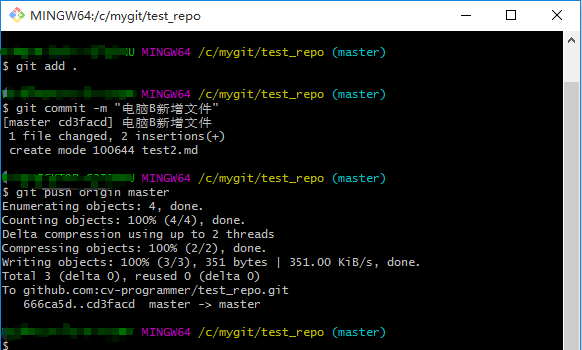 MINGW64:/c/mygit/test_repo
MINGW64 /c/mygit/test_repo (master)
$ git add .
MINGW64 /c/mygit/test_repo (master)
$ git commit -m "电脑B新增文件"
[master cd3facd] 电脑B新增文件
1 file changed, 2 insertions(+)
create mode 100644 test2.md
MINGW64 /c/mygit/test_repo (master)
$ git push origin master
Enumerating objects: 4, done.
Counting objects: 100% (4/4), done.
Delta compression using up to 2 threads
Compressing objects: 100% (2/2), done.
Writing objects: 100% (3/3), 351 bytes | 351.00 KiB/s, done.
Total 3 (delta 0), reused 0 (delta 0)
To github.com:cv-programmer/test_repo.git
666ca5d..cd3facd  master -> master
MINGW64 /c/mygit/test_repo (master)
$